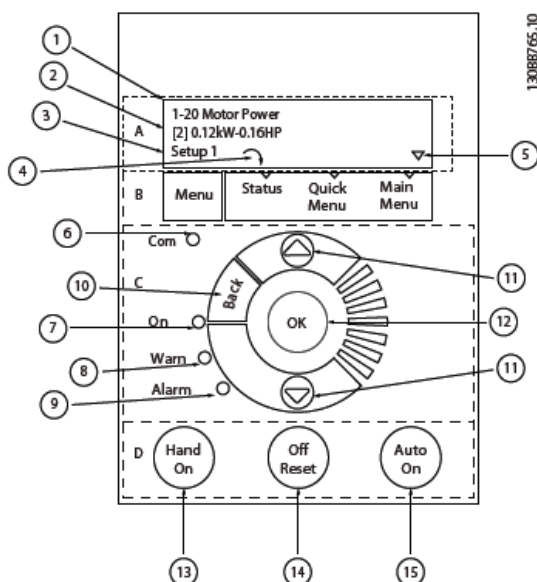 130BB765.10
1
2
3
4
5
A
1-20 Motor Power
[2] 0.12kW-0.16HP
Setup 1
B
Menu
Status
Quick
Menu
Main
Menu
6
Com
C
10
Back
11
7
On
OK
12
8
Warn
9
Alarm
11
D
Hand
On
Off
Reset
Auto
On
13
14
15